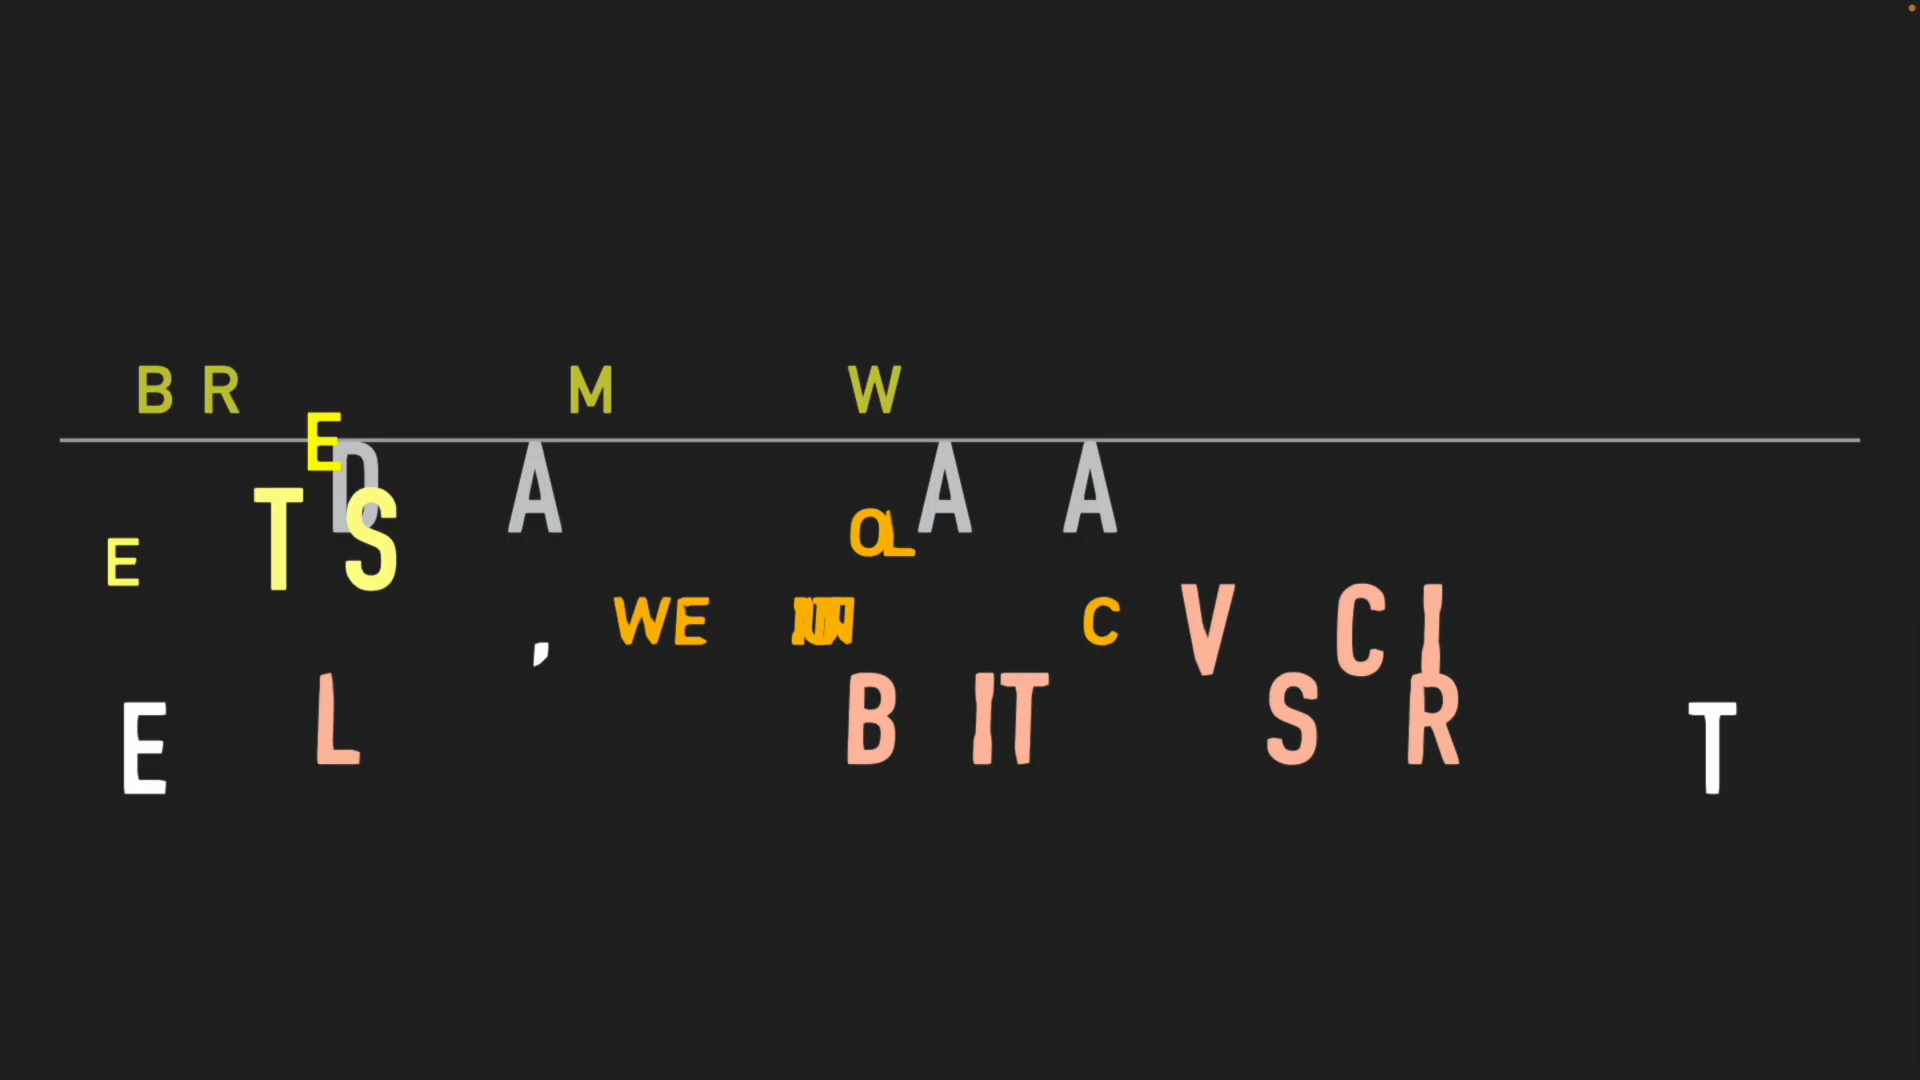 B R M W
E
D A A A
T S
OL
E
WE C
V C I
,
L B IT S R
E T